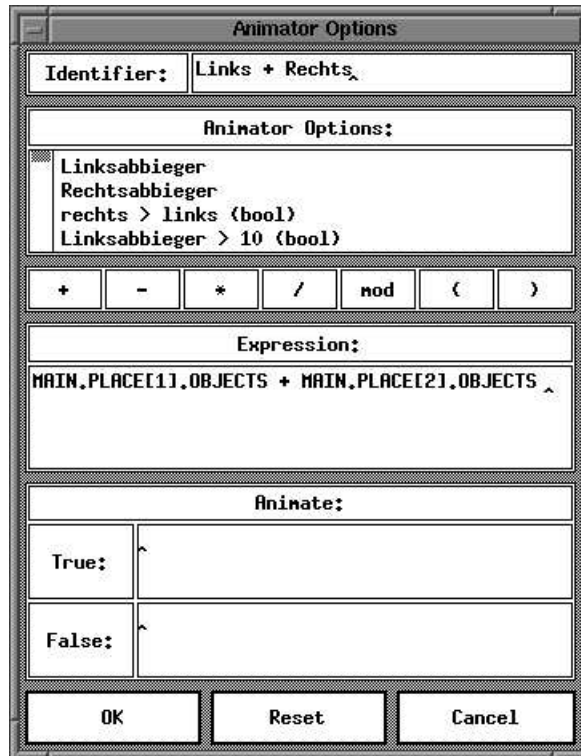 Animator Options
Identifier: Links + Rechts
Animator Options:
Linksabbieger
Rechtsabbieger
rechts > links (bool)
Linksabbieger > 10 (bool)
+ - * / mod ( )
Expression:
MAIN.PLACE[1].OBJECTS + MAIN.PLACE[2].OBJECTS
Animate:
True:
False:
OK Reset Cancel